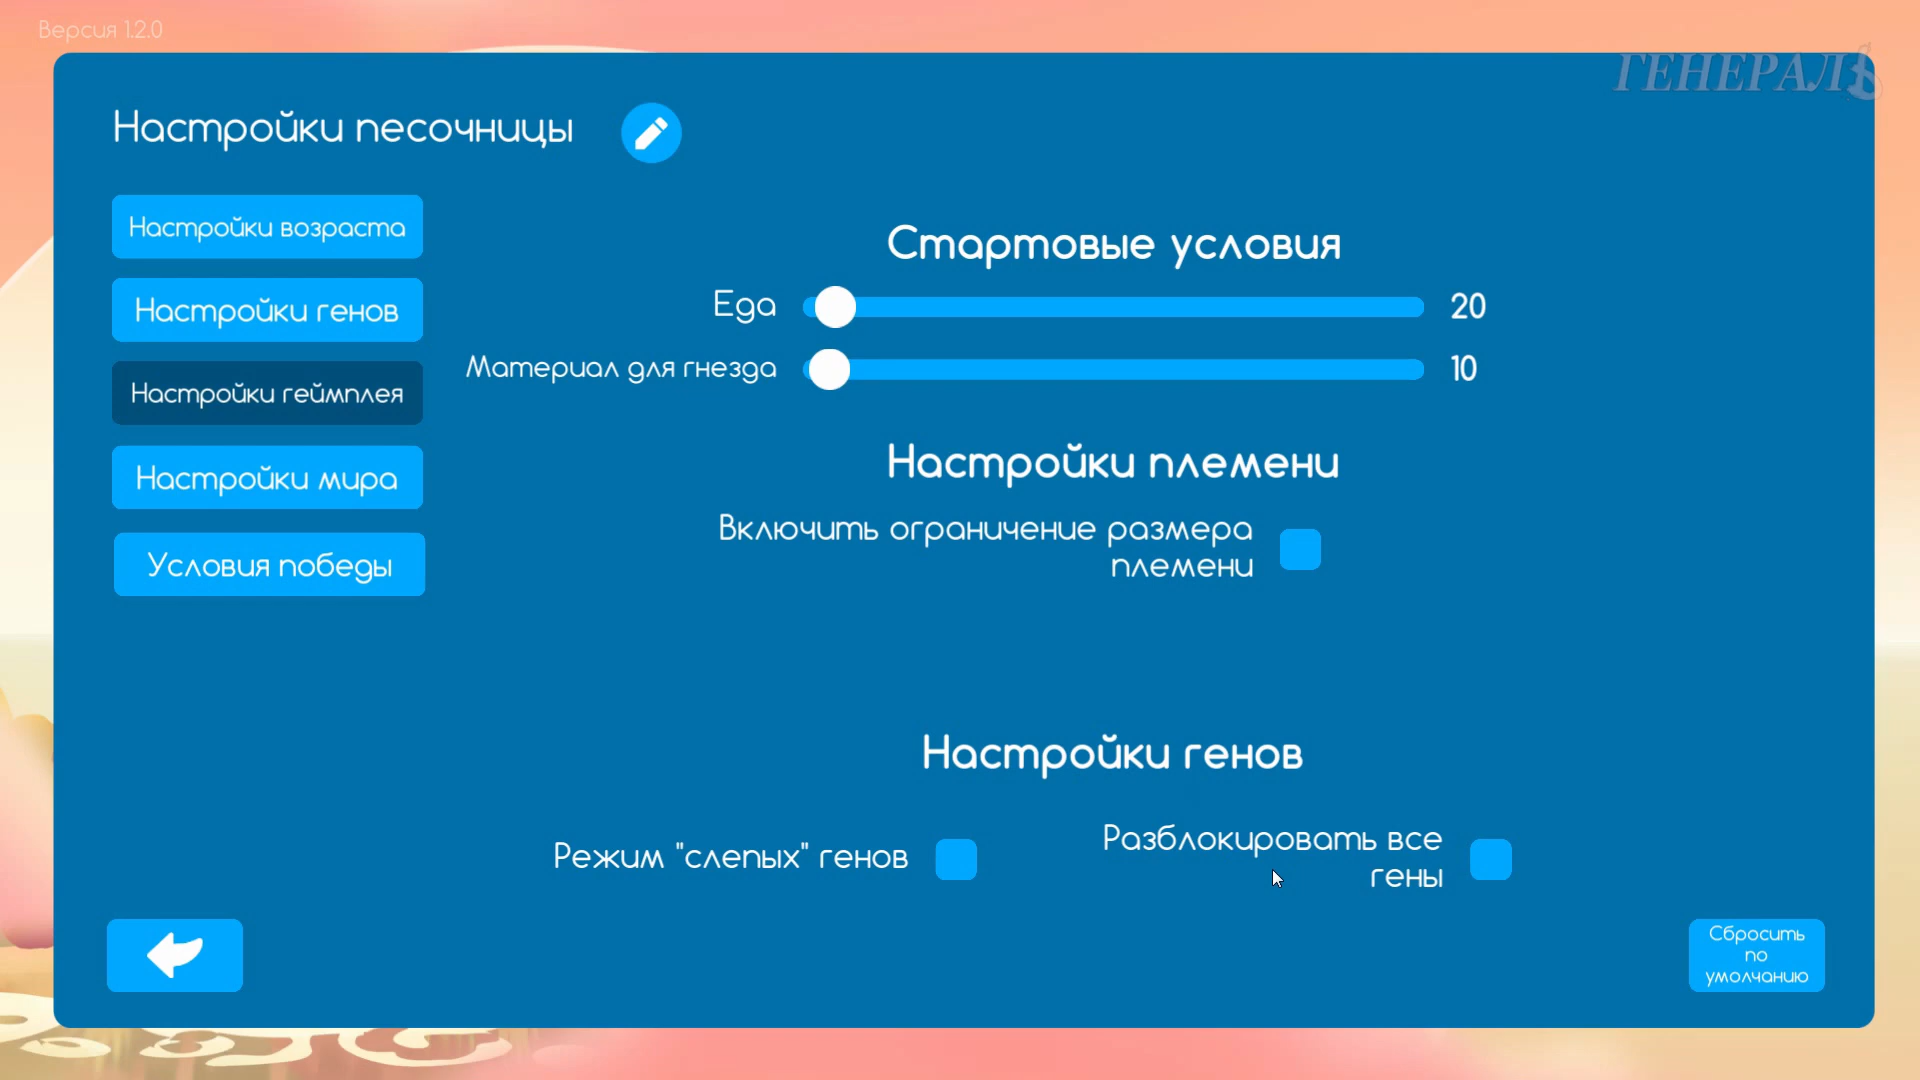 Версия 1.2.0
ГЕНЕРАЛЪ
Настройки песочницы
Настройки возраста
Настройки генов
Настройки геймплея
Настройки мира
Условия победы
Стартовые условия
Еда
20
Материал для гнезда
10
Настройки племени
Включить ограничение размера
племени
Настройки генов
Режим "слепых" генов
Разблокировать все
гены
Сбросить
по
умолчанию